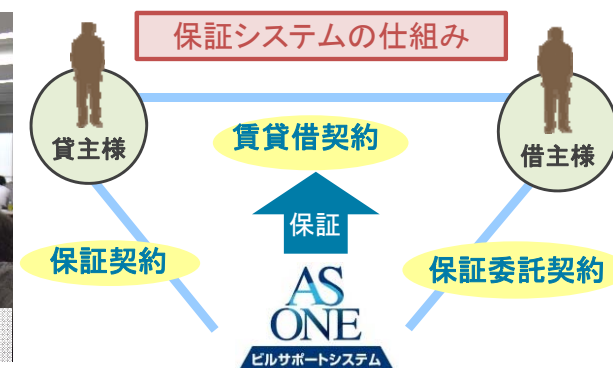 保証システムの仕組み
貸主様
借主様
賃貸借契約
保証
保証契約
保証委託契約
AS
ONE
ビルサポートシステム